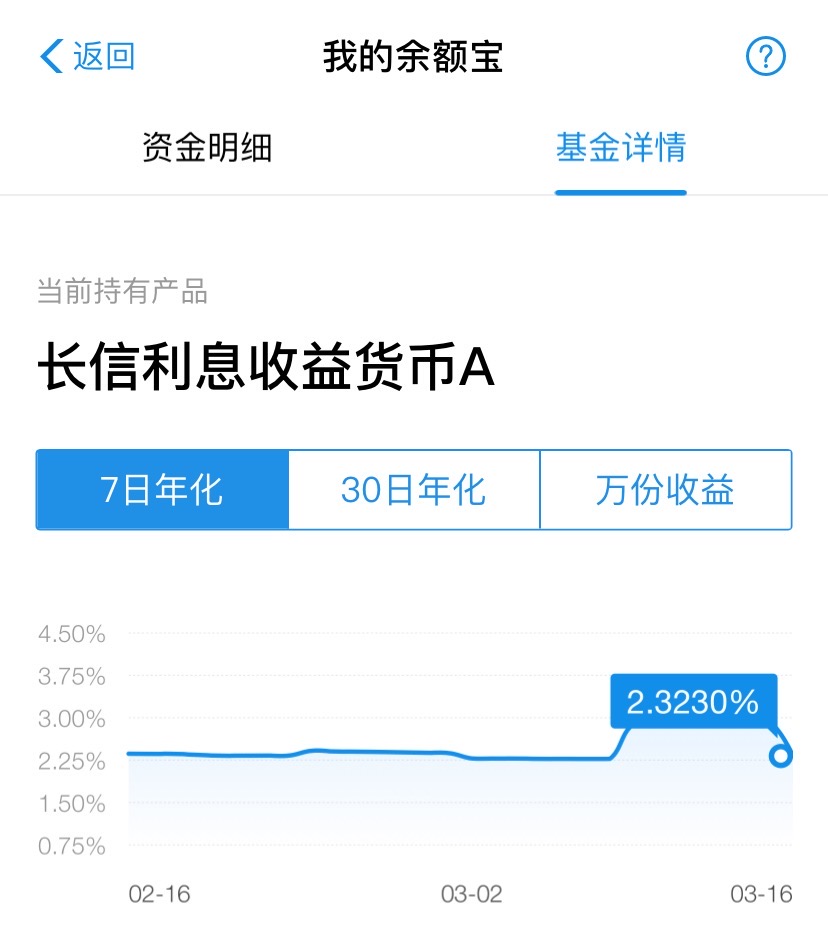 返回 我的余额宝 ?
资金明细 基金详情
当前持有产品
长信利息收益货币A
7日年化 30日年化 万份收益
4.50%
3.75%
2.3230%
3.00%
2.25%
1.50%
0.75%
02-16 03-02 03-16